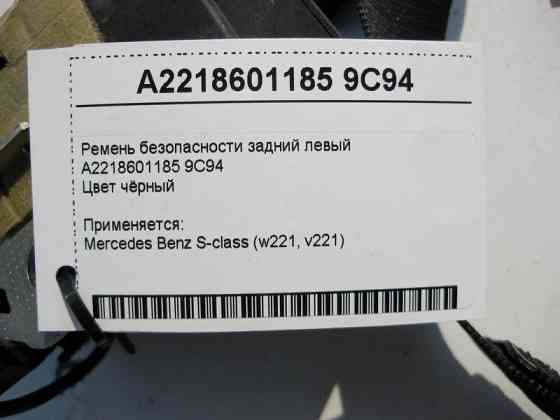 A2218601185 9C94
Ремень безопасности задний левый
A2218601185 9C94
Цвет чёрный
Применяется:
Mercedes Benz S-class (w221, v221)